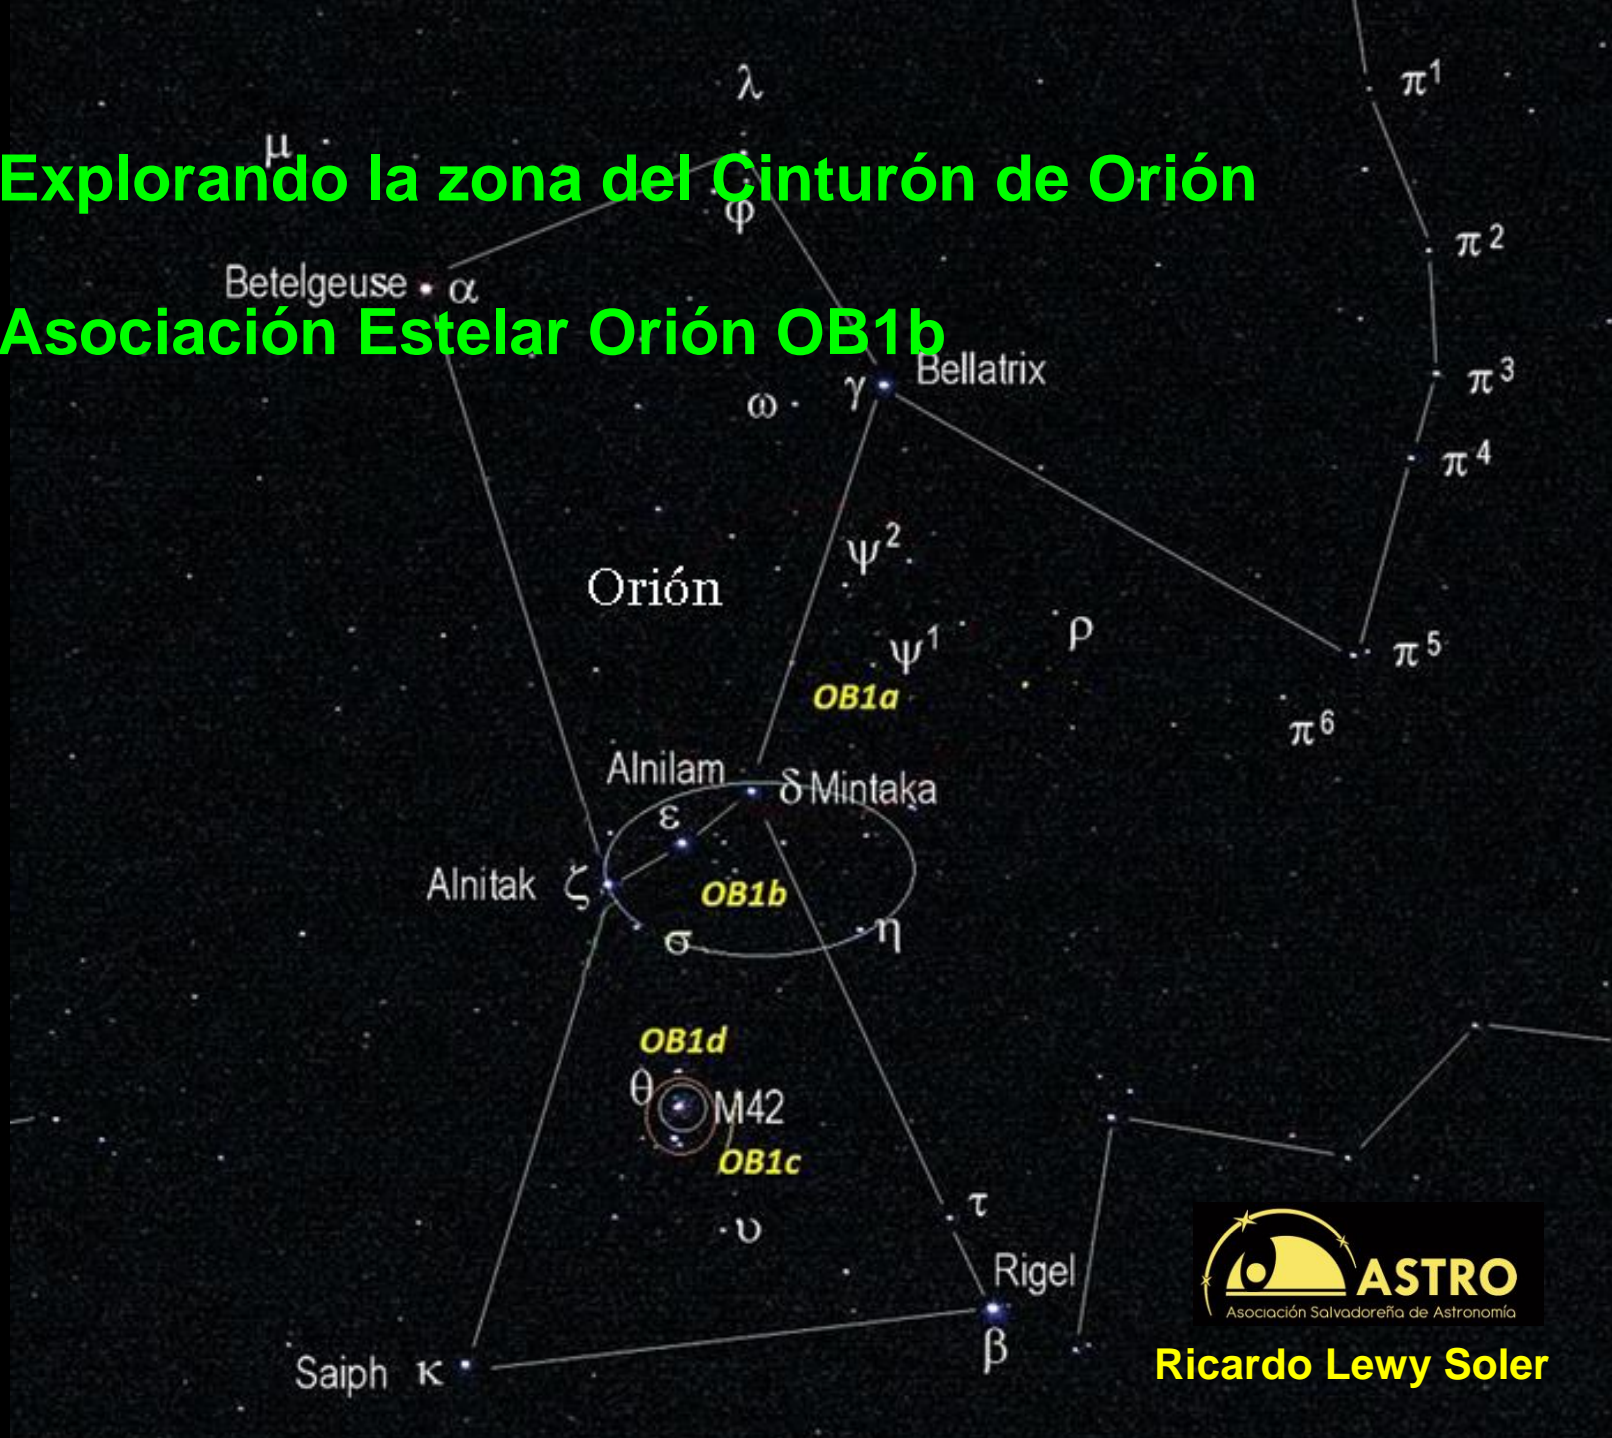 λ
π¹
μ
Explorando la zona del Cinturón de Orión
φ
π²
Betelgeuse α
Asociación Estelar Orión OB1b
Bellatrix
γ
ω
π³
π⁴
ψ²
Orión
ρ
ψ¹
π⁵
OB1a
π⁶
Alnilam
δ Mintaka
ε
Alnitak ζ
OB1b
σ
η
OB1d
θ
M42
OB1c
τ
υ
Rigel
β
ASTRO
Asociación Salvadoreña de Astronomía
Saiph κ
Ricardo Lewy Soler